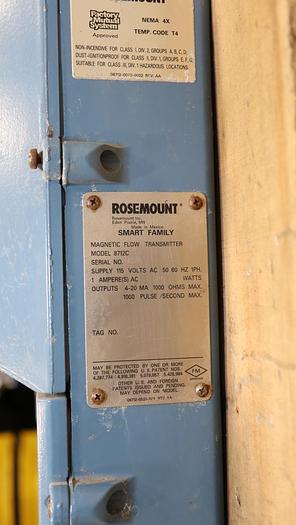 ROSEMOUNT
Factory
Mutual
System
Approved
NEMA 4X
TEMP. CODE T4
NON-INCENDIVE FOR CLASS I, DIV. 2, GROUPS A, B, C, D;
DUST-IGNITIONPROOF FOR CLASS II, DIV. 1, GROUPS E, F, G;
SUITABLE FOR CLASS III, DIV. 1 HAZARDOUS LOCATIONS.
REV. AA
ROSEMOUNT
Rosemount Inc.
Eden Prairie, MN
Made in Mexico
SMART FAMILY
MAGNETIC FLOW TRANSMITTER
MODEL 8712C
SERIAL NO.
SUPPLY 115 VOLTS AC 50 60 HZ 1PH.
1 AMPERE(S) AC WATTS
OUTPUTS 4-20 MA 1000 OHMS MAX.
1000 PULSE /SECOND MAX.
TAG NO.
MAY BE PROTECTED BY ONE OR MORE
OF THE FOLLOWING U.S. PATENT NOS.
OTHER U.S. AND FOREIGN
PATENTS ISSUED AND PENDING.
MAY DEPEND ON MODEL.
FM